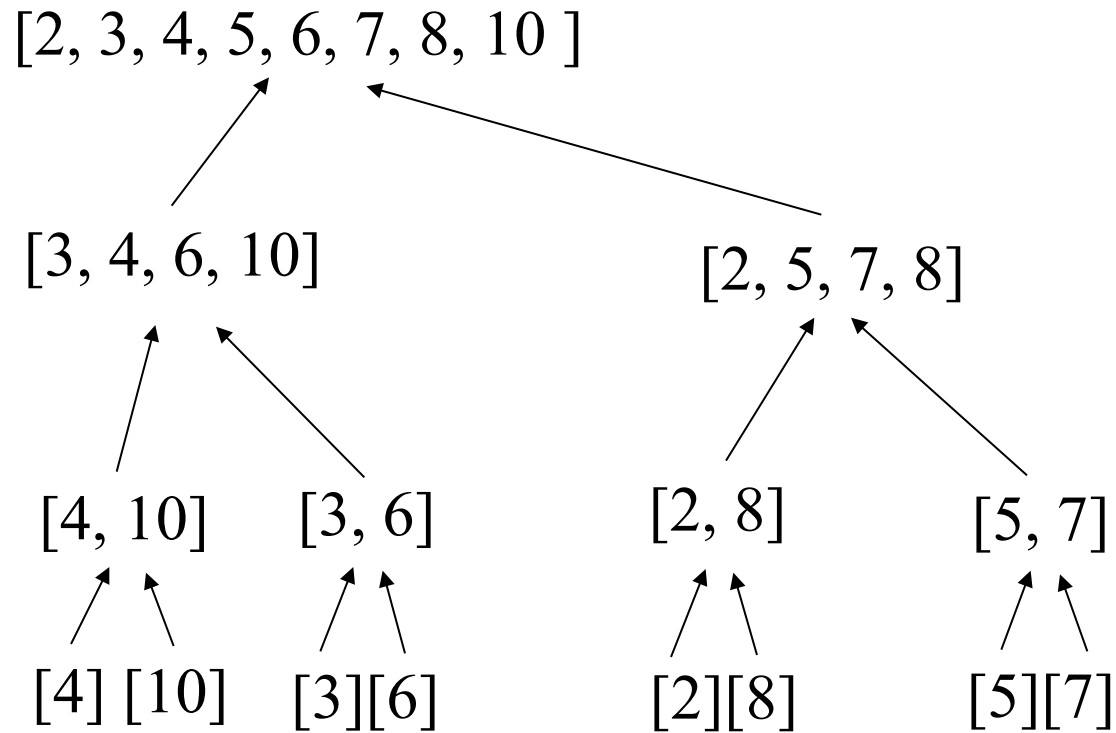 [2, 3, 4, 5, 6, 7, 8, 10 ]
[3, 4, 6, 10]
[2, 5, 7, 8]
[4, 10]
[3, 6]
[2, 8]
[5, 7]
[4] [10]
[3][6]
[2][8]
[5][7]